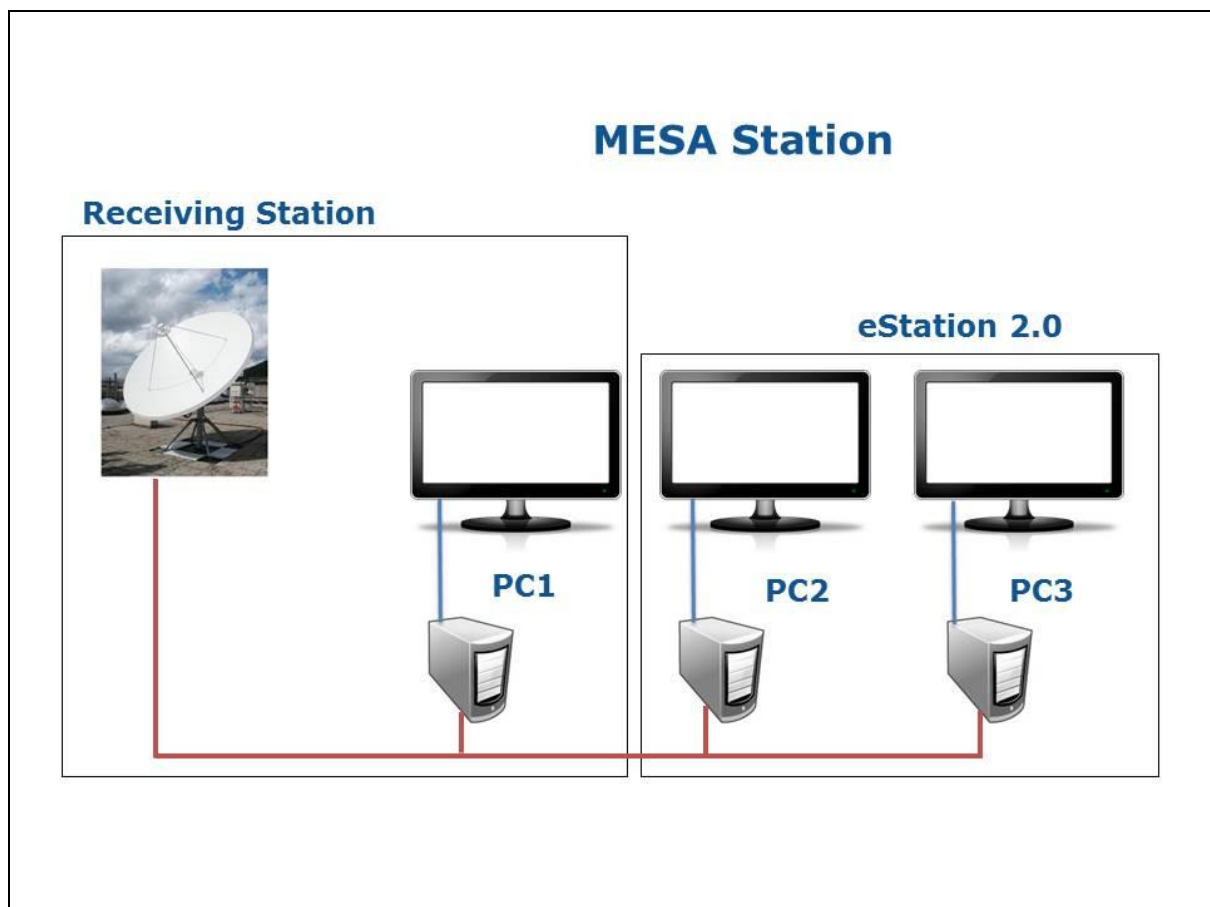 MESA Station
Receiving Station
eStation 2.0
PC1
PC2
PC3